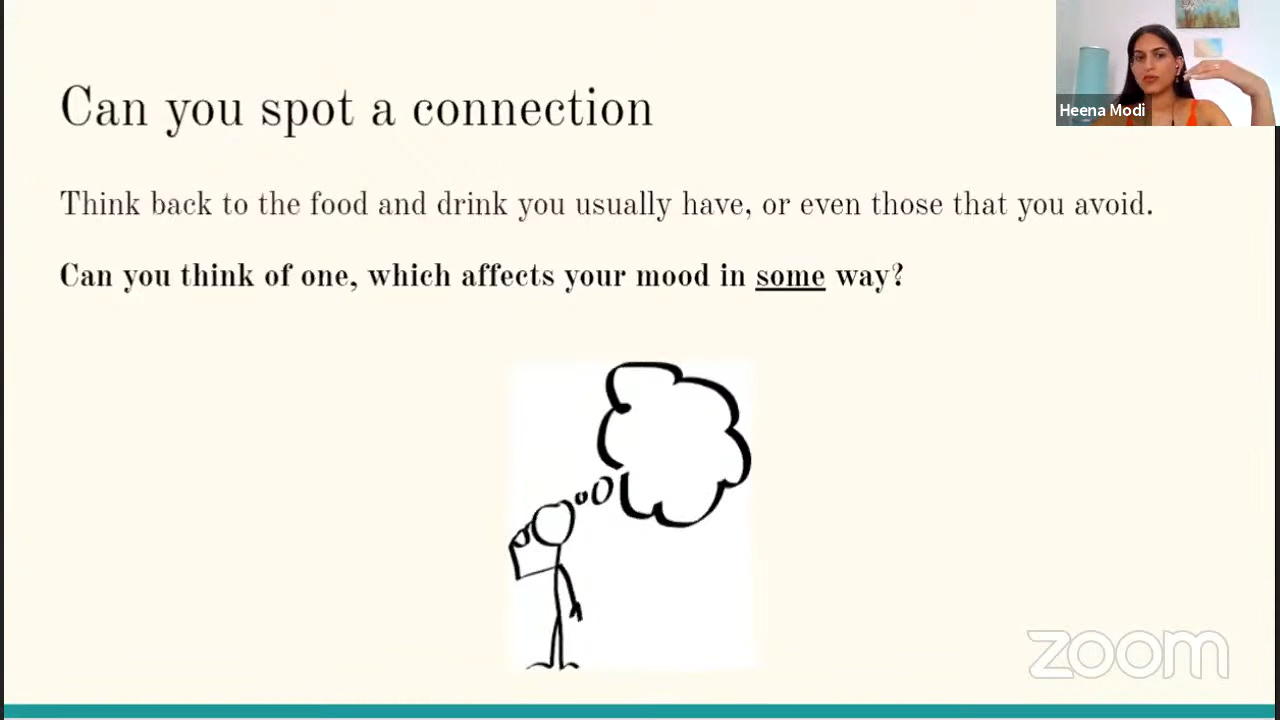 Can you spot a connection
Heena Modi
Think back to the food and drink you usually have, or even those that you avoid.
Can you think of one, which affects your mood in some way?
zoom